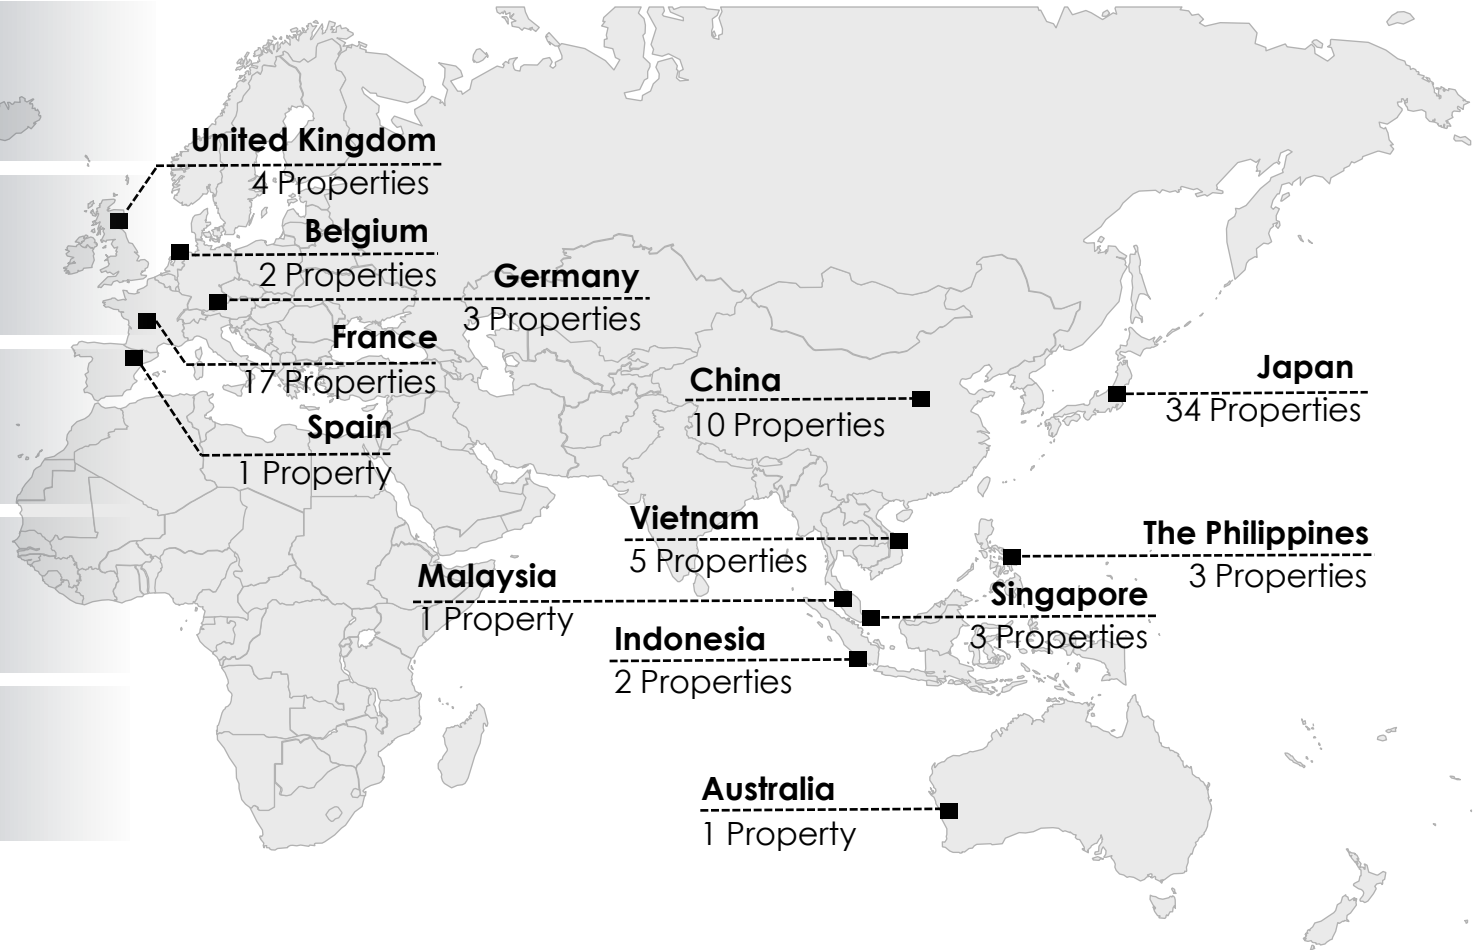 United Kingdom
4 Properties
Belgium
2 Properties
Germany
3 Properties
France
17 Properties
Spain
1 Property
China
10 Properties
Japan
34 Properties
Vietnam
5 Properties
The Philippines
3 Properties
Malaysia
1 Property
Singapore
3 Properties
Indonesia
2 Properties
Australia
1 Property